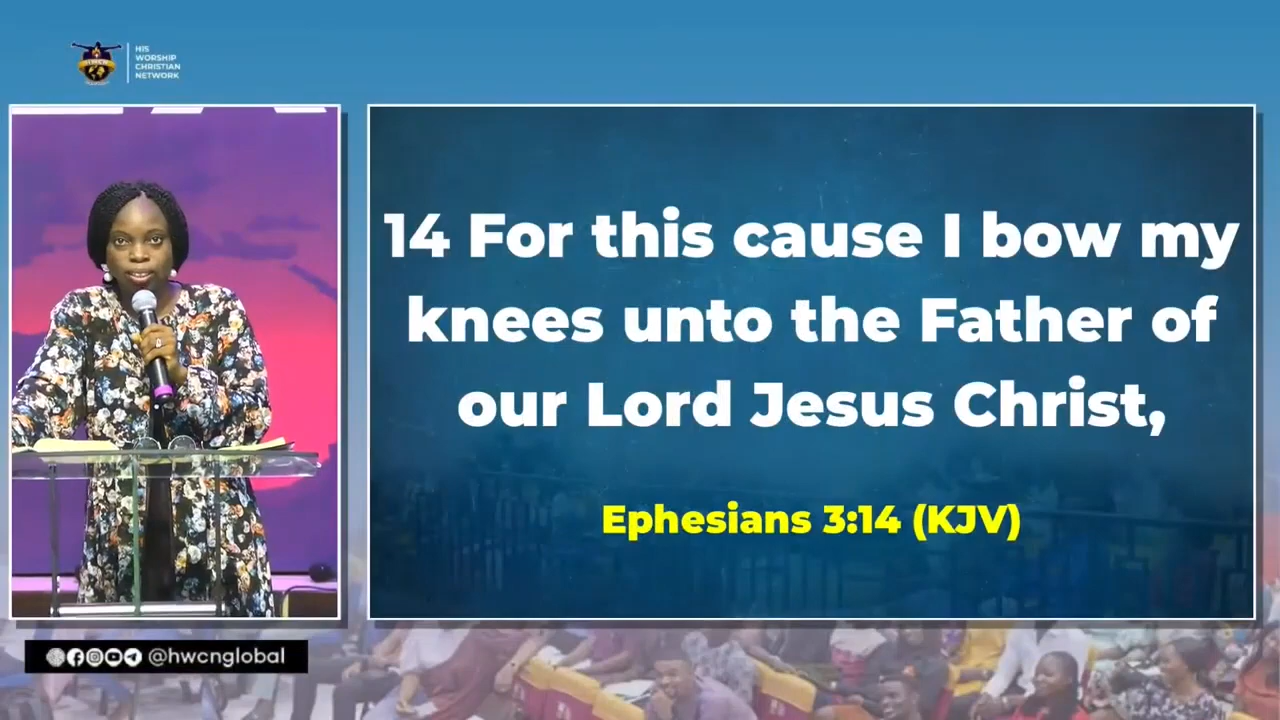 HIS
WORSHIP
CHRISTIAN
NETWORK
14 For this cause I bow my
knees unto the Father of
our Lord Jesus Christ,
Ephesians 3:14 (KJV)
@hwcnglobal